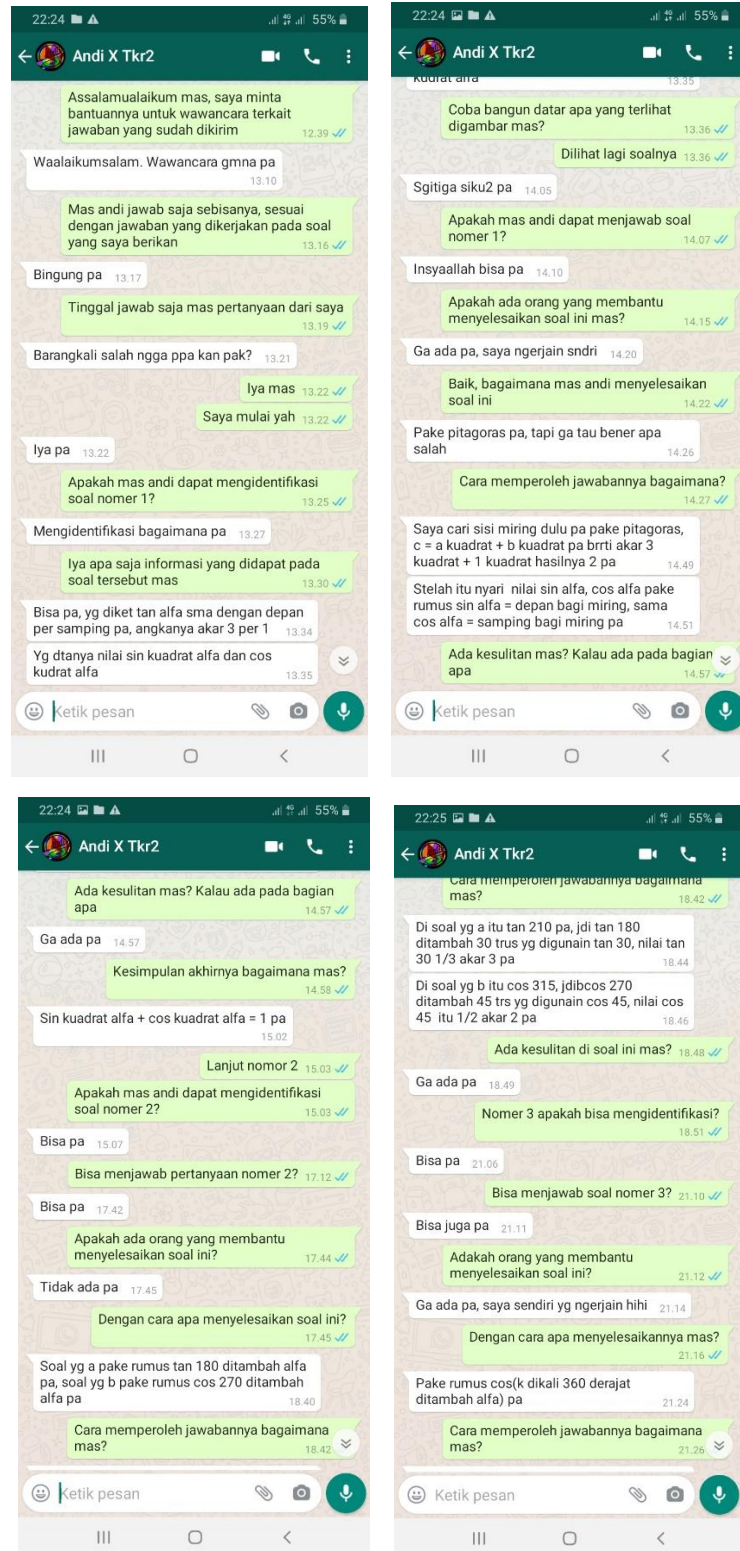 22:24
55%
Andi X Tkr2
Assalamualaikum mas, saya minta
bantuannya untuk wawancara terkait
jawaban yang sudah dikirim 12.39
Waalaikumsalam. Wawancara gmna pa
13.10
Mas andi jawab saja sebisanya, sesuai
dengan jawaban yang dikerjakan pada soal
yang saya berikan 13.16
Bingung pa 13.17
Tinggal jawab saja mas pertanyaan dari saya
13.19
Barangkali salah ngga ppa kan pak? 13.21
Iya mas 13.22
Saya mulai yah 13.22
Iya pa 13.22
Apakah mas andi dapat mengidentifikasi
soal nomer 1? 13.25
Mengidentifikasi bagaimana pa 13.27
Iya apa saja informasi yang didapat pada
soal tersebut mas 13.30
Bisa pa, yg diket tan alfa sma dengan depan
per samping pa, angkanya akar 3 per 1 13.34
Yg dtanya nilai sin kuadrat alfa dan cos
kudrat alfa 13.35
Ketik pesan
22:24
55%
Andi X Tkr2
kudrat alfa 13.35
Coba bangun datar apa yang terlihat
digambar mas? 13.36
Dilihat lagi soalnya 13.36
Sgitiga siku2 pa 14.05
Apakah mas andi dapat menjawab soal
nomer 1? 14.07
Insyaallah bisa pa 14.10
Apakah ada orang yang membantu
menyelesaikan soal ini mas? 14.15
Ga ada pa, saya ngerjain sndri 14.20
Baik, bagaimana mas andi menyelesaikan
soal ini 14.22
Pake pitagoras pa, tapi ga tau bener apa
salah 14.26
Cara memperoleh jawabannya bagaimana?
14.27
Saya cari sisi miring dulu pa pake pitagoras,
c = a kuadrat + b kuadrat pa brrti akar 3
kuadrat + 1 kuadrat hasilnya 2 pa 14.49
Stelah itu nyari nilai sin alfa, cos alfa pake
rumus sin alfa = depan bagi miring, sama
cos alfa = samping bagi miring pa 14.51
Ada kesulitan mas? Kalau ada pada bagian
apa 14.57
Ketik pesan
22:24
55%
Andi X Tkr2
Ada kesulitan mas? Kalau ada pada bagian
apa 14.57
Ga ada pa 14.57
Kesimpulan akhirnya bagaimana mas?
14.58
Sin kuadrat alfa + cos kuadrat alfa = 1 pa
15.02
Lanjut nomor 2 15.03
Apakah mas andi dapat mengidentifikasi
soal nomer 2? 15.03
Bisa pa 15.07
Bisa menjawab pertanyaan nomer 2? 17.12
Bisa pa 17.42
Apakah ada orang yang membantu
menyelesaikan soal ini? 17.44
Tidak ada pa 17.45
Dengan cara apa menyelesaikan soal ini?
17.45
Soal yg a pake rumus tan 180 ditambah alfa
pa, soal yg b pake rumus cos 270 ditambah
alfa pa 18.40
Cara memperoleh jawabannya bagaimana
mas? 18.42
Ketik pesan
22:25
55%
Andi X Tkr2
Cara memperoleh jawabannya bagaimana
mas? 18.42
Di soal yg a itu tan 210 pa, jdi tan 180
ditambah 30 trus yg digunain tan 30, nilai tan
30 1/3 akar 3 pa 18.44
Di soal yg b itu cos 315, jdibcos 270
ditambah 45 trs yg digunain cos 45, nilai cos
45 itu 1/2 akar 2 pa 18.46
Ada kesulitan di soal ini mas? 18.48
Ga ada pa 18.49
Nomer 3 apakah bisa mengidentifikasi?
18.51
Bisa pa 21.06
Bisa menjawab soal nomer 3? 21.10
Bisa juga pa 21.11
Adakah orang yang membantu
menyelesaikan soal ini? 21.12
Ga ada pa, saya sendiri yg ngerjain hihi 21.14
Dengan cara apa menyelesaikannya mas?
21.16
Pake rumus cos(k dikali 360 derajat
ditambah alfa) pa 21.24
Cara memperoleh jawabannya bagaimana
mas? 21.26
Ketik pesan